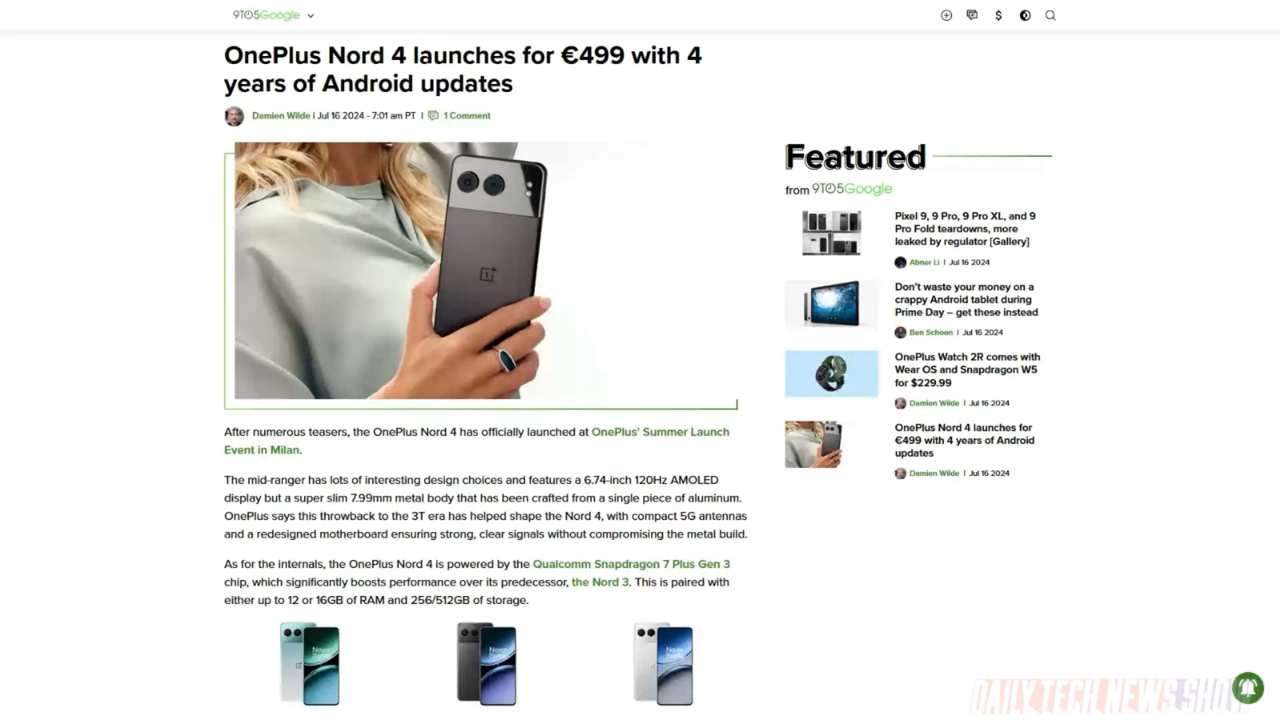 9TO5Google
OnePlus Nord 4 launches for €499 with 4
years of Android updates
Damien Wilde | Jul 16 2024 - 7:01 am PT | 1 Comment
Featured
from 9TO5Google
Pixel 9, 9 Pro, 9 Pro XL, and 9
Pro Fold teardowns, more
leaked by regulator [Gallery]
Abner Li | Jul 16 2024
Don't waste your money on a
crappy Android tablet during
Prime Day – get these instead
Ben Schoon | Jul 16 2024
OnePlus Watch 2R comes with
Wear OS and Snapdragon W5
for $229.99
Damien Wilde | Jul 16 2024
OnePlus Nord 4 launches for
€499 with 4 years of Android
updates
Damien Wilde | Jul 16 2024
After numerous teasers, the OnePlus Nord 4 has officially launched at OnePlus' Summer Launch
Event in Milan.
The mid-ranger has lots of interesting design choices and features a 6.74-inch 120Hz AMOLED
display but a super slim 7.99mm metal body that has been crafted from a single piece of aluminum.
OnePlus says this throwback to the 3T era has helped shape the Nord 4, with compact 5G antennas
and a redesigned motherboard ensuring strong, clear signals without compromising the metal build.
As for the internals, the OnePlus Nord 4 is powered by the Qualcomm Snapdragon 7 Plus Gen 3
chip, which significantly boosts performance over its predecessor, the Nord 3. This is paired with
either up to 12 or 16GB of RAM and 256/512GB of storage.
DAILY TECH NEWS SHOW